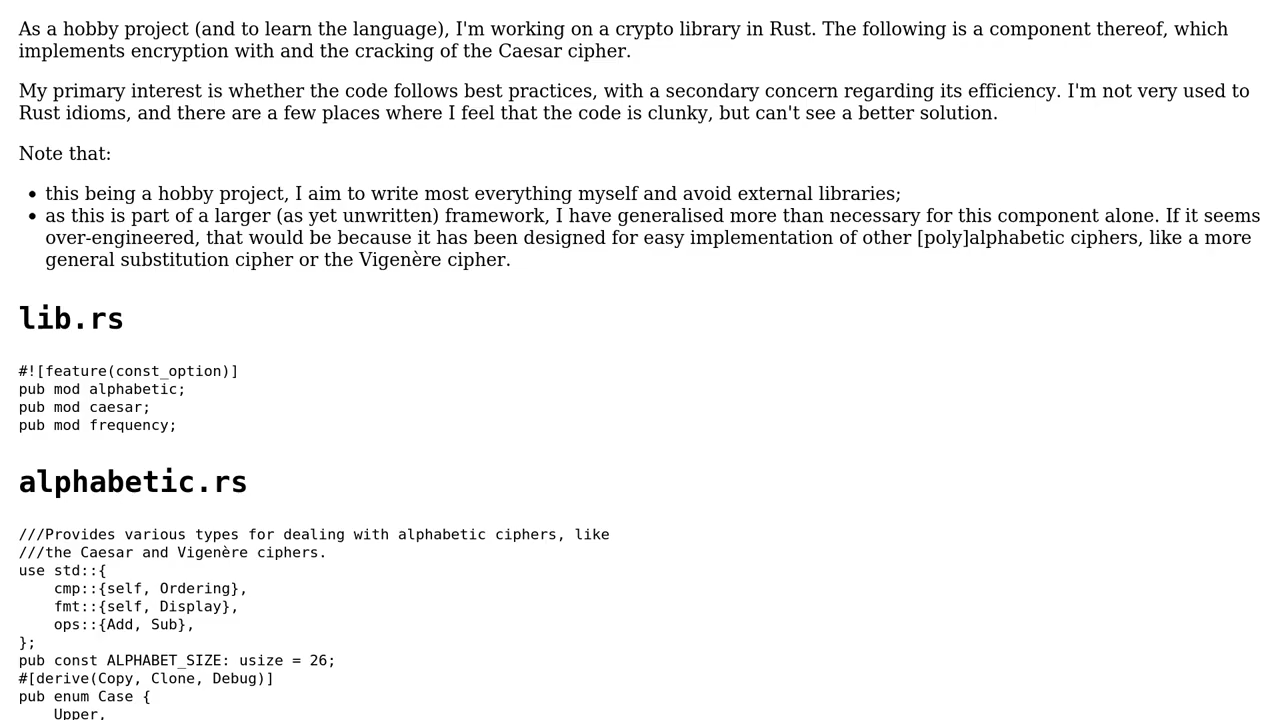 As a hobby project (and to learn the language), I'm working on a crypto library in Rust. The following is a component thereof, which
implements encryption with and the cracking of the Caesar cipher.
My primary interest is whether the code follows best practices, with a secondary concern regarding its efficiency. I'm not very used to
Rust idioms, and there are a few places where I feel that the code is clunky, but can't see a better solution.
Note that:
• this being a hobby project, I aim to write most everything myself and avoid external libraries;
• as this is part of a larger (as yet unwritten) framework, I have generalised more than necessary for this component alone. If it seems
over-engineered, that would be because it has been designed for easy implementation of other [poly]alphabetic ciphers, like a more
general substitution cipher or the Vigenère cipher.
lib.rs
#![feature(const_option)]
pub mod alphabetic;
pub mod caesar;
pub mod frequency;
alphabetic.rs
///Provides various types for dealing with alphabetic ciphers, like
///the Caesar and Vigenère ciphers.
use std::{
    cmp::{self, Ordering},
    fmt::{self, Display},
    ops::{Add, Sub},
};
pub const ALPHABET_SIZE: usize = 26;
#[derive(Copy, Clone, Debug)]
pub enum Case {
    Upper,